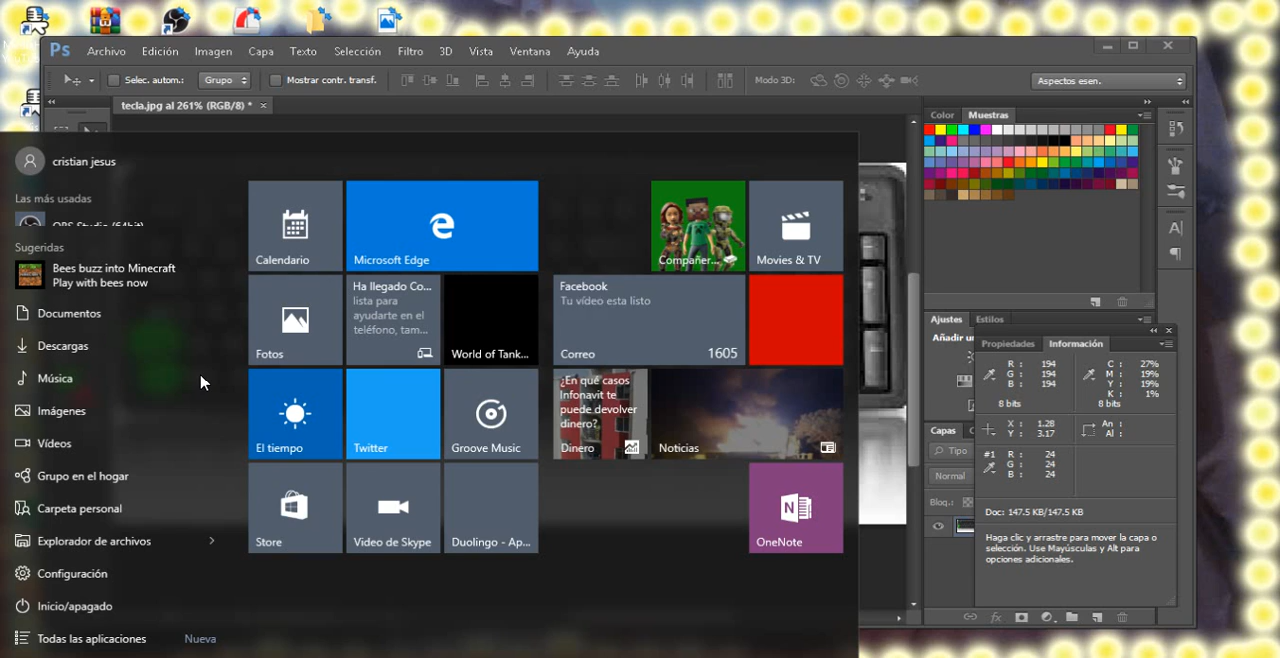 Ps Archivo Edición Imagen Capa Texto Selección Filtro 3D Vista Ventana Ayuda
Selec. autom.: Grupo Mostrar contr. transf. Modo 3D: Aspectos esen.
tecla.jpg al 261% (RGB/8) * ×
cristian jesus
Las más usadas
OBS Studio (64bit)
Sugeridas
Bees buzz into Minecraft
Play with bees now
Documentos
Descargas
Música
Imágenes
Vídeos
Grupo en el hogar
Carpeta personal
Explorador de archivos
Configuración
Inicio/apagado
Todas las aplicaciones Nueva
Calendario
Microsoft Edge
Compañer...
Movies & TV
Fotos
Ha llegado Co...
lista para
ayudarte en el
teléfono, tam...
World of Tank...
Facebook
Tu vídeo esta listo
Correo 1605
El tiempo
Twitter
Groove Music
¿En qué casos
Infonavit te
puede devolver
dinero?
Dinero
Noticias
Store
Video de Skype
Duolingo - Ap...
OneNote
Color Muestras
Ajustes Estilos
Añadir un
Propiedades Información
R : 194
G : 194
B : 194
8 bits
C : 27%
M : 19%
Y : 19%
K : 1%
8 bits
X : 1.28
Y : 3.17
An :
Al :
#1 R : 24
G : 24
B : 24
Doc: 147.5 KB/147.5 KB
Haga clic y arrastre para mover la capa o
selección. Use Mayúsculas y Alt para
opciones adicionales.
Capas
Tipo
Normal
Bloq.: